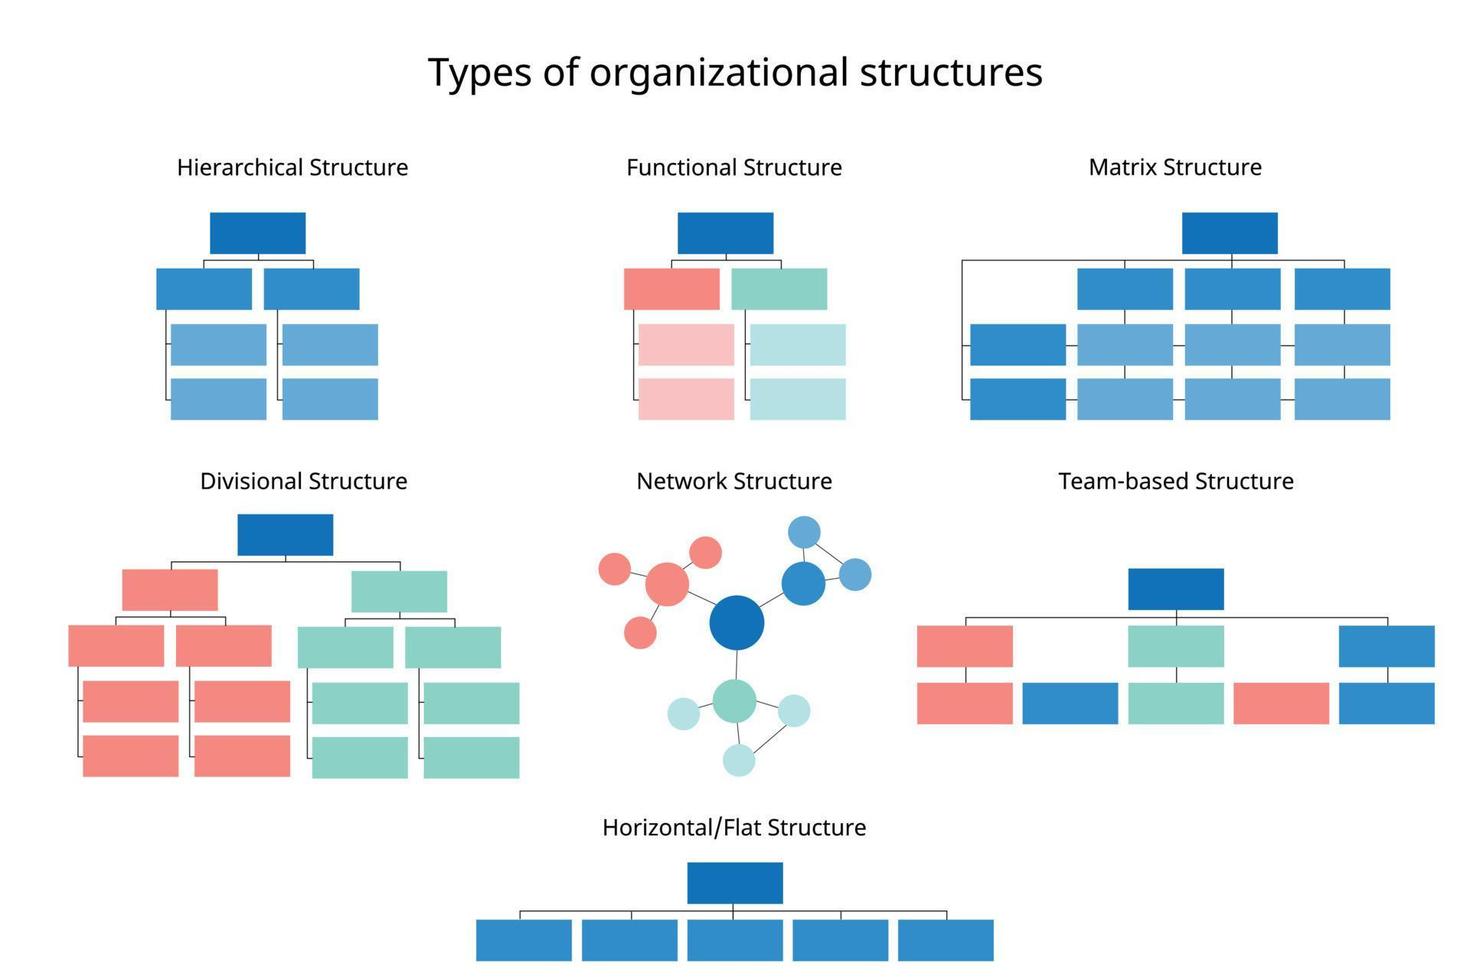 Types of organizational structures
Hierarchical Structure
Functional Structure
Matrix Structure
Divisional Structure
Network Structure
Team-based Structure
Horizontal/Flat Structure